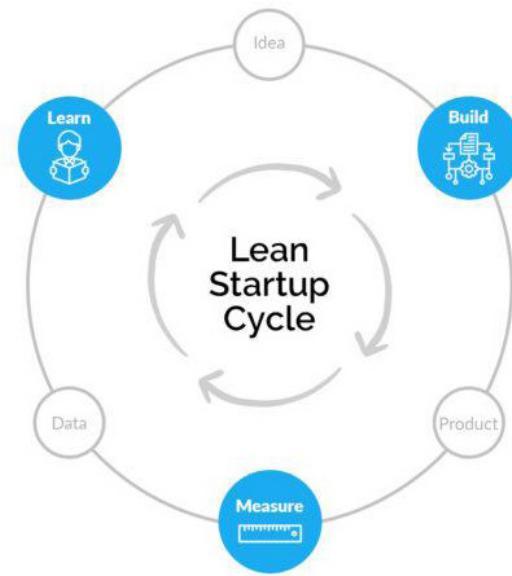 Idea
Learn
Build
Lean
Startup
Cycle
Data
Product
Measure